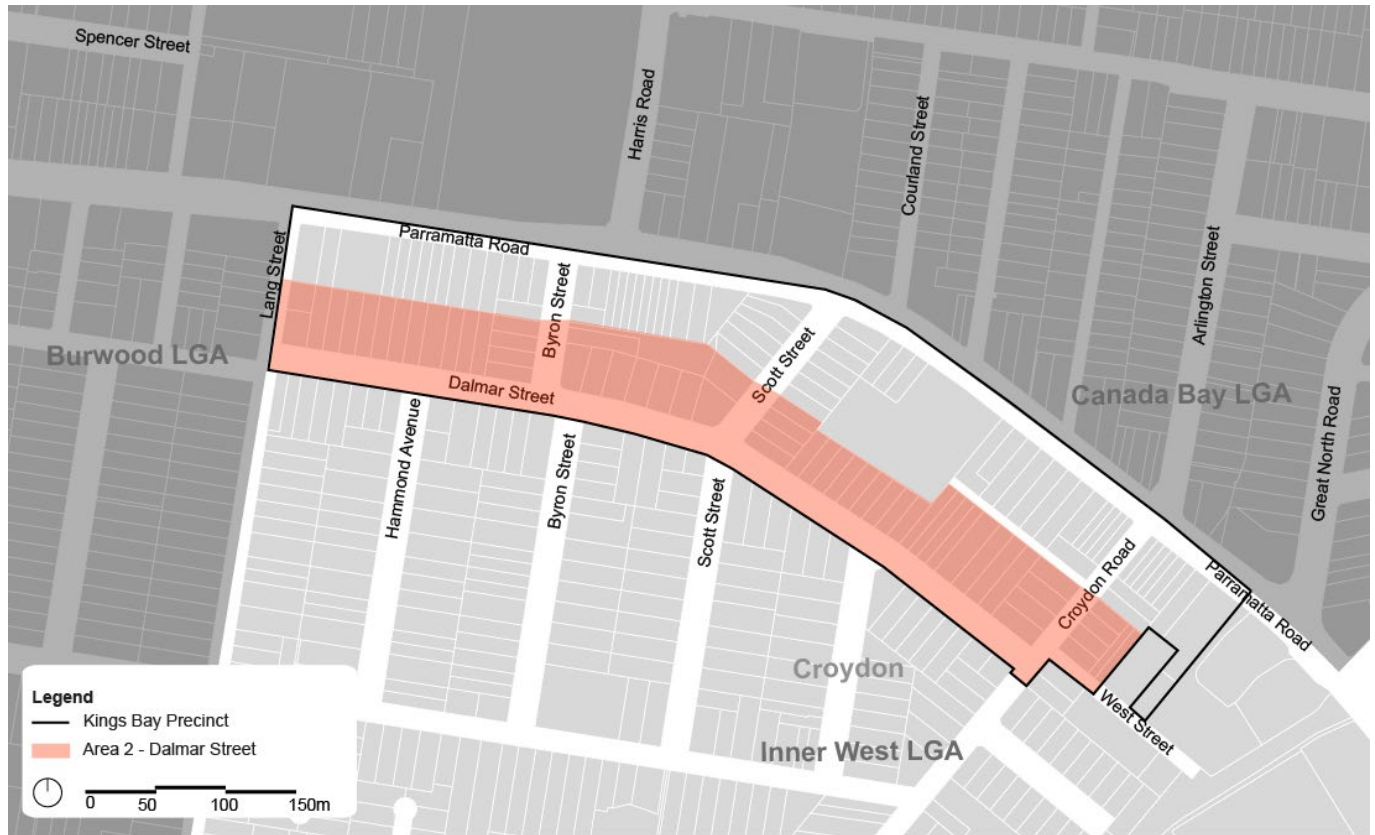 Spencer Street
Harris Road
Courland Street
Arlington Street
Great North Road
Lang Street
Parramatta Road
Byron Street
Scott Street
Burwood LGA
Canada Bay LGA
Dalmar Street
Hammond Avenue
Byron Street
Scott Street
Croydon Road
Parramatta Road
Croydon
West Street
Inner West LGA
Legend
Kings Bay Precinct
Area 2 - Dalmar Street
0 50 100 150m